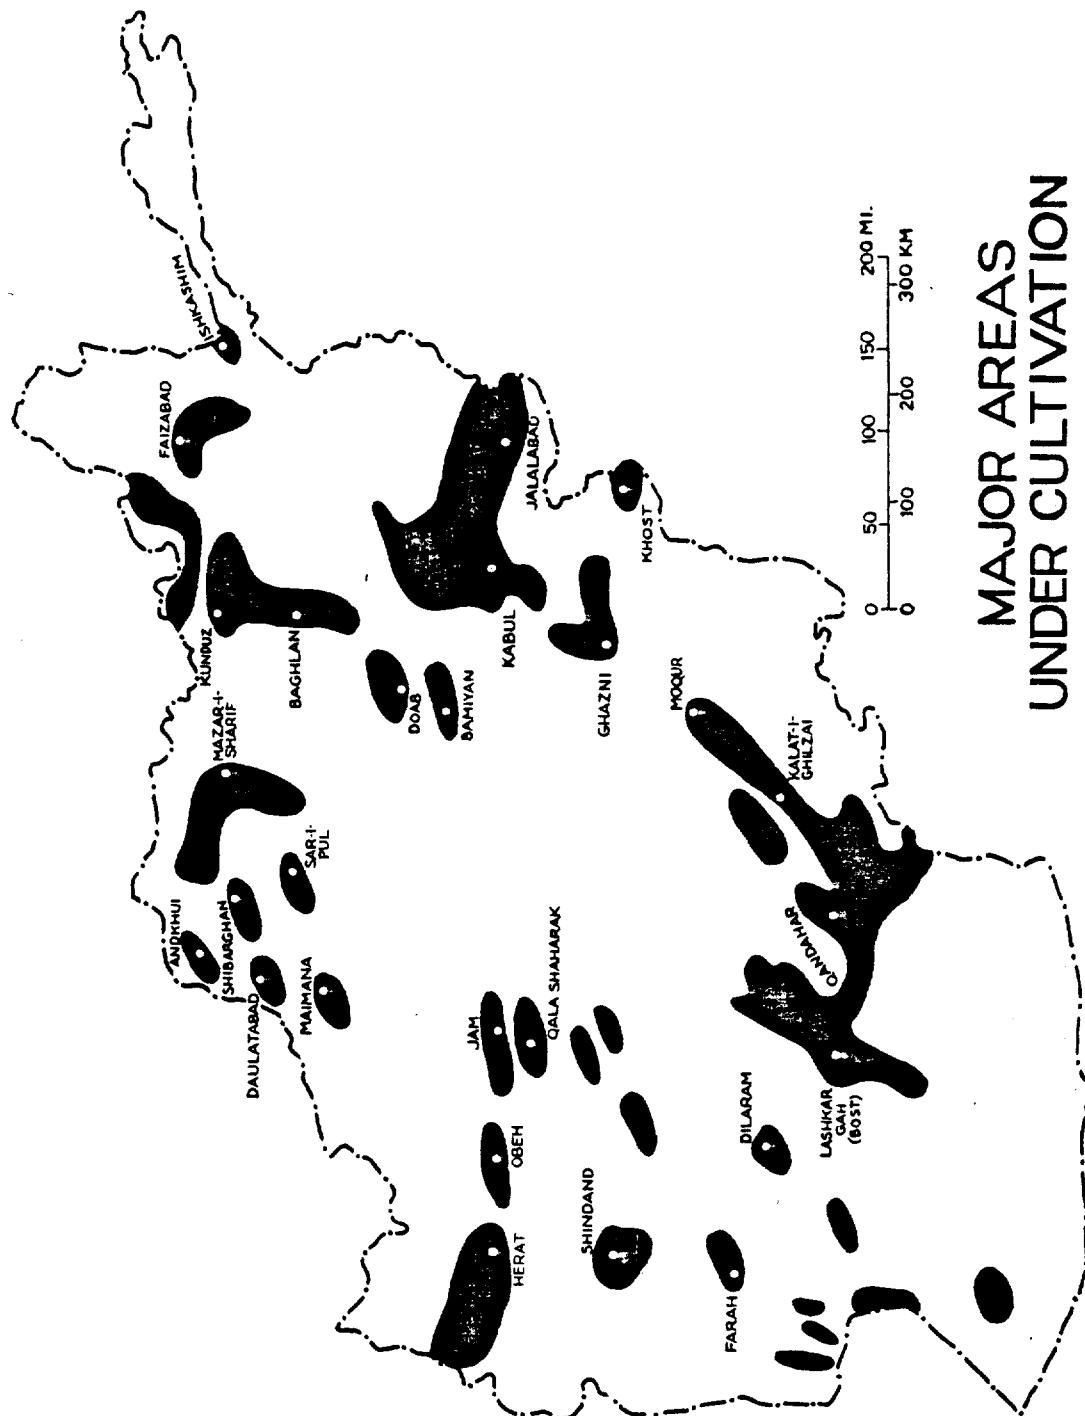 ISHKASHIM
FAIZABAD
KUNDUZ
BAGHLAN
MAZAR-I-
SHARIF
ANDKHUI
SHIBARGHAN
SAR-I-
PUL
DAULATABAD
MAIMANA
DOAB
BAMIYAN
KABUL
JALALABAD
KHOST
GHAZNI
JAM
QALA SHAHARAK
OBEH
HERAT
SHINDAND
MOQUR
KALAT-I-
GHILZAI
QANDAHAR
DILARAM
LASHKAR
GAH
(BOST)
FARAH
0 50 100 150 200 MI.
0 100 200 300 KM
MAJOR AREAS
UNDER CULTIVATION